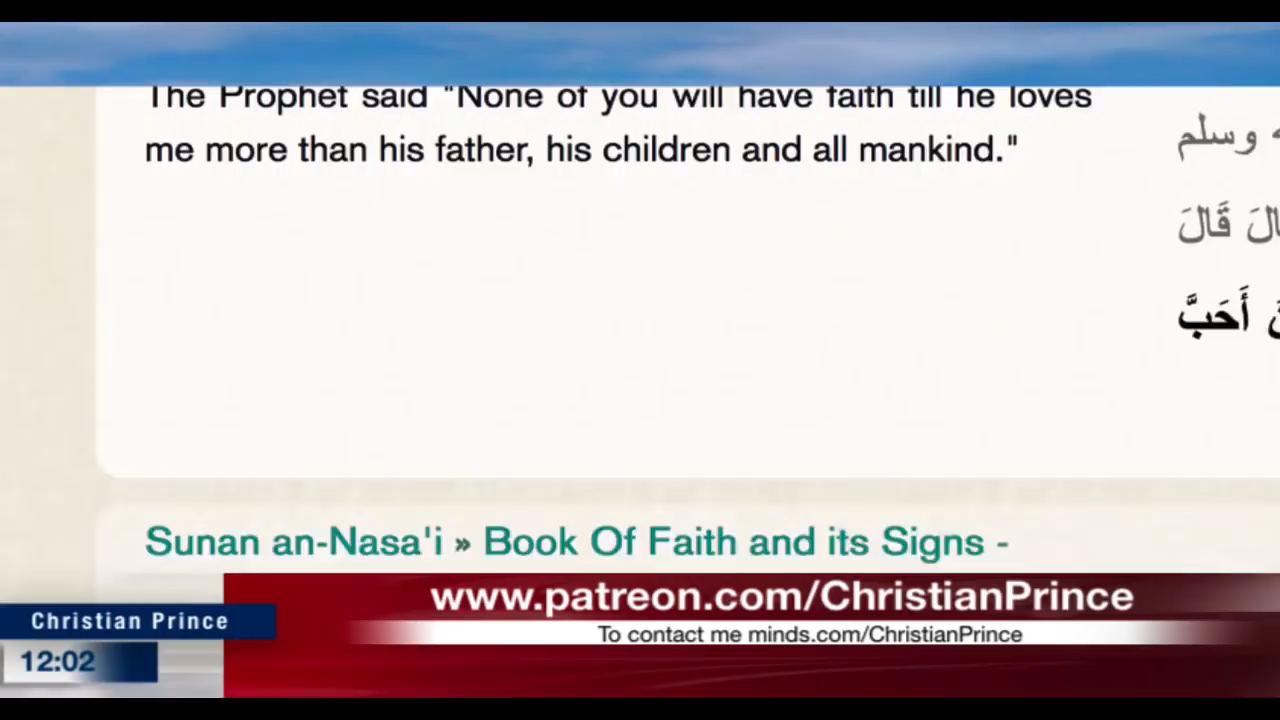 The Prophet said "None of you will have faith till he loves
me more than his father, his children and all mankind."
وسلم
قَالَ
أَحَبَّ
Sunan an-Nasa'i » Book Of Faith and its Signs -
www.patreon.com/ChristianPrince
To contact me minds.com/ChristianPrince
Christian Prince
12:02